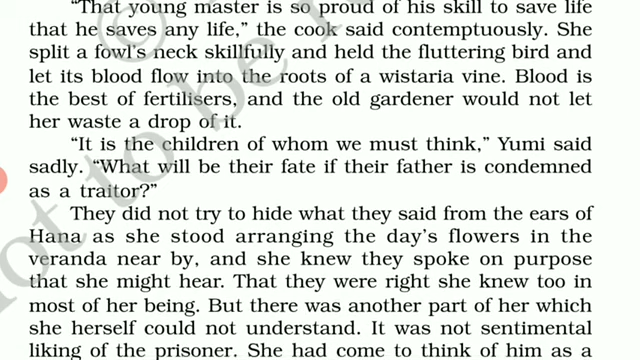 “That young master is so proud of his skill to save life
that he saves any life,” the cook said contemptuously. She
split a fowl's neck skillfully and held the fluttering bird and
let its blood flow into the roots of a wistaria vine. Blood is
the best of fertilisers, and the old gardener would not let
her waste a drop of it.
“It is the children of whom we must think,” Yumi said
sadly. “What will be their fate if their father is condemned
as a traitor?”
They did not try to hide what they said from the ears of
Hana as she stood arranging the day's flowers in the
veranda near by, and she knew they spoke on purpose
that she might hear. That they were right she knew too in
most of her being. But there was another part of her which
she herself could not understand. It was not sentimental
liking of the prisoner. She had come to think of him as a
©
not to be